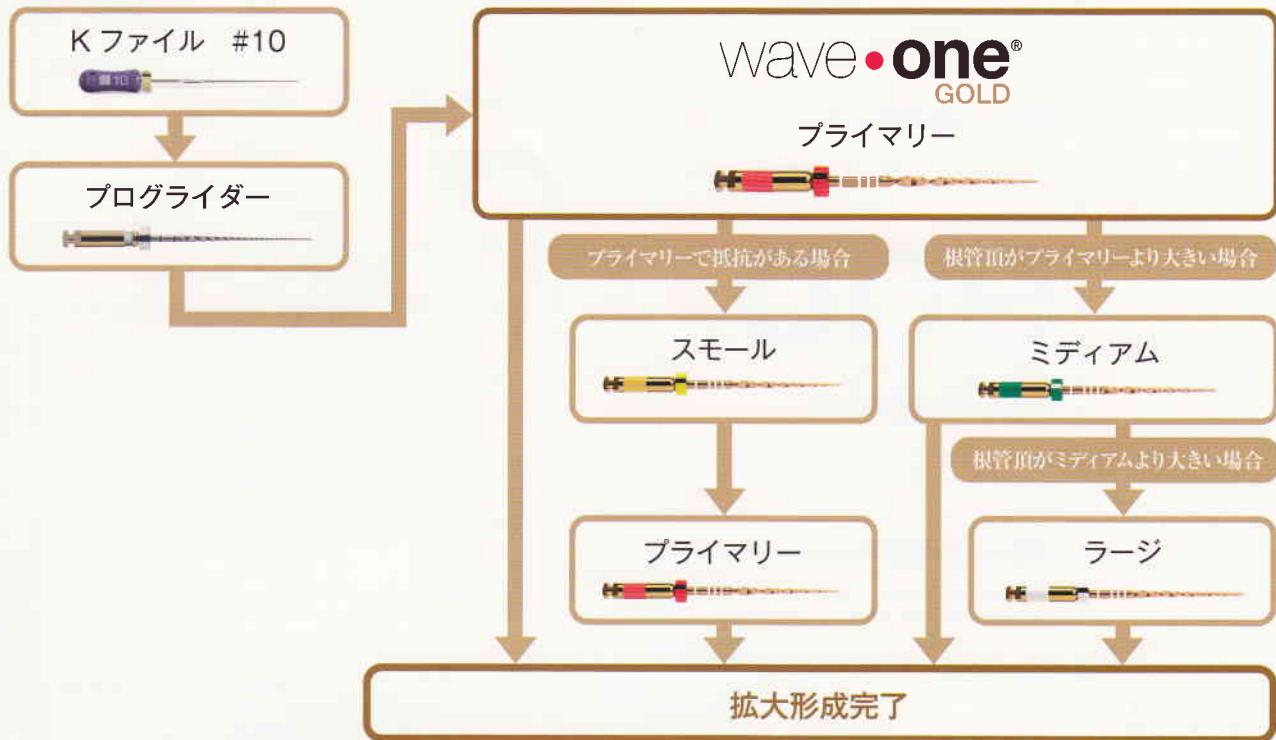 Kファイル #10
10
プログライダー
wave•one®
GOLD
プライマリー
プライマリーで抵抗がある場合
根管頂がプライマリーより大きい場合
スモール
ミディアム
根管頂がミディアムより大きい場合
プライマリー
ラージ
拡大形成完了